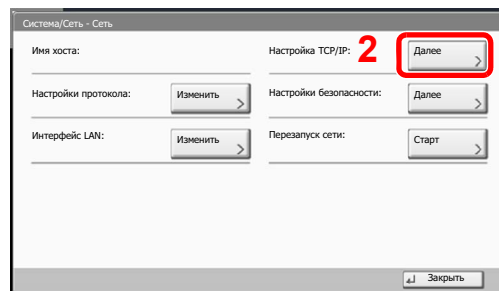 Система/Сеть - Сеть
Имя хоста:
Настройка TCP/IP: 2 Далее
Настройки протокола: Изменить
Настройки безопасности: Далее
Интерфейс LAN: Изменить
Перезапуск сети: Старт
Закрыть